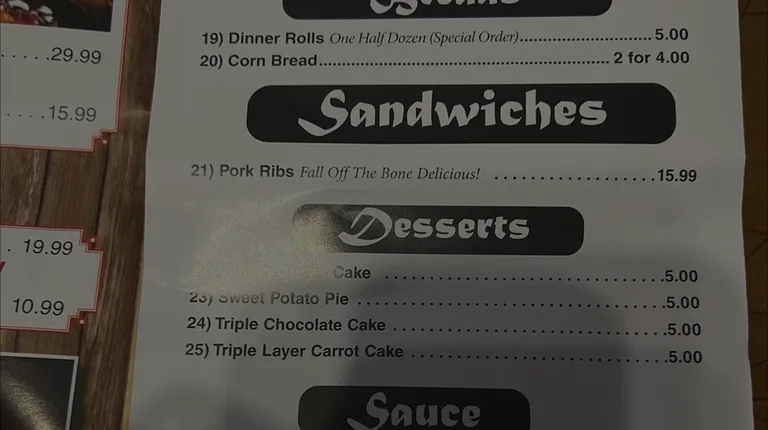 .....29.99
....15.99
. 19.99
10.99
19) Dinner Rolls One Half Dozen (Special Order)............................5.00
20) Corn Bread................................................................ 2 for 4.00
Sandwiches
21) Pork Ribs Fall Off The Bone Delicious! ..................15.99
Desserts
Cake ...............................5.00
23) Sweet Potato Pie ...................................5.00
24) Triple Chocolate Cake ..............................5.00
25) Triple Layer Carrot Cake ............................5.00
Sauce